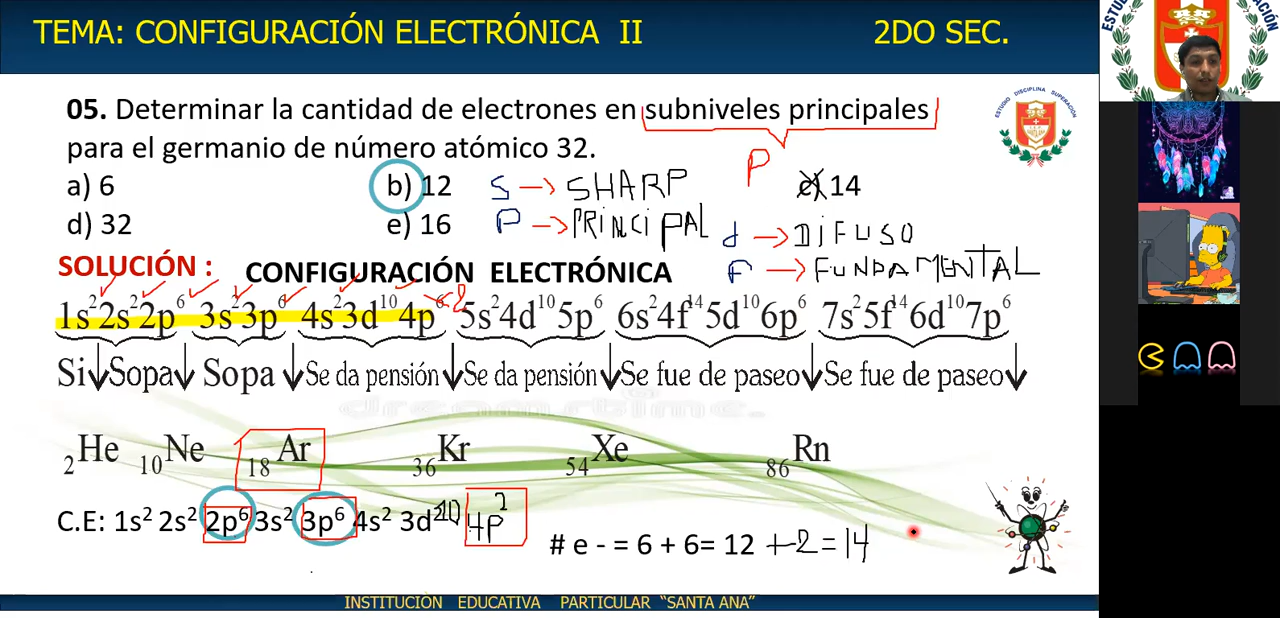 TEMA: CONFIGURACIÓN ELECTRÓNICA II 2DO SEC.
05. Determinar la cantidad de electrones en subniveles principales
para el germanio de número atómico 32.
P
a) 6 b) 12 c) 14
S → SHARP
d) 32 e) 16
P → PRINCIPAL
d → DIFUSO
F → FUNDAMENTAL
SOLUCIÓN : CONFIGURACIÓN ELECTRÓNICA
1s² 2s² 2p⁶ 3s² 3p⁶ 4s² 3d¹⁰ 4p⁶ 2 5s² 4d¹⁰ 5p⁶ 6s² 4f¹⁴ 5d¹⁰ 6p⁶ 7s² 5f¹⁴ 6d¹⁰ 7p⁶
Si Sopa Sopa Se da pensión Se da pensión Se fue de paseo Se fue de paseo
₂He ₁₀Ne ₁₈Ar ₃₆Kr ₅₄Xe ₈₆Rn
C.E: 1s² 2s² 2p⁶ 3s² 3p⁶ 4s² 3d¹⁰ 4p²
# e - = 6 + 6= 12 +2 = 14
INSTITUCIÒN EDUCATIVA PARTICULAR “SANTA ANA”